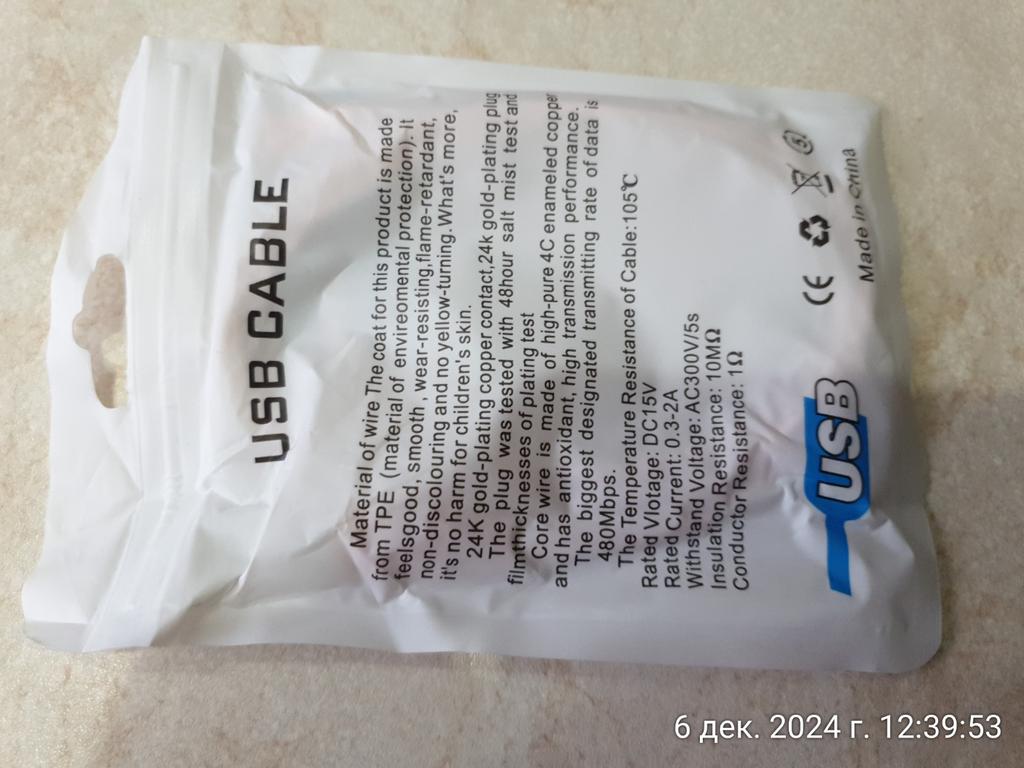 USB CABLE
Material of wire The coat for this product is made
from TPE (material of envireomental protection). It
feelsgood, smooth, wear-resisting,flame-retardant,
non-discolouring and no yellow-turning.What's more,
it's no harm for children's skin.
24K gold-plating copper contact,24k gold-plating plug
The plug was tested with 48hour salt mist test and
filmthicknesses of plating test
Core wire is made of high-pure 4C enameled copper
and has antioxidant, high transmission performance.
The biggest designated transmitting rate of data is
480Mbps.
The Temperature Resistance of Cable:105℃
Rated Vlotage: DC15V
Rated Current: 0.3-2A
Withstand Voltage: AC300V/5s
Insulation Resistance: 10MΩ
Conductor Resistance: 1Ω
USB
CE
Made in China
6 дек. 2024 г. 12:39:53